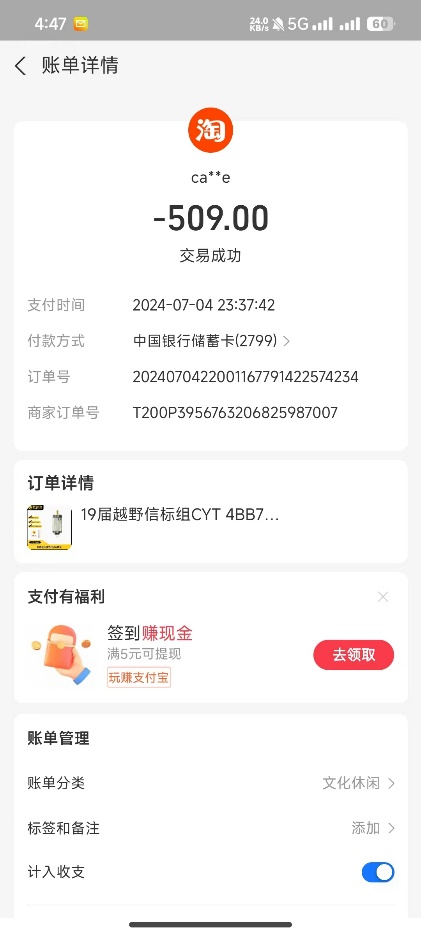 4:47
24.0 KB/s 5G 60
账单详情
淘
ca**e
-509.00
交易成功
支付时间 2024-07-04 23:37:42
付款方式 中国银行储蓄卡(2799)
订单号 2024070422001167791422574234
商家订单号 T200P3956763206825987007
订单详情
19届越野信标组CYT 4BB7...
支付有福利
签到赚现金
满5元可提现
去领取
玩赚支付宝
账单管理
账单分类 文化休闲
标签和备注 添加
计入收支